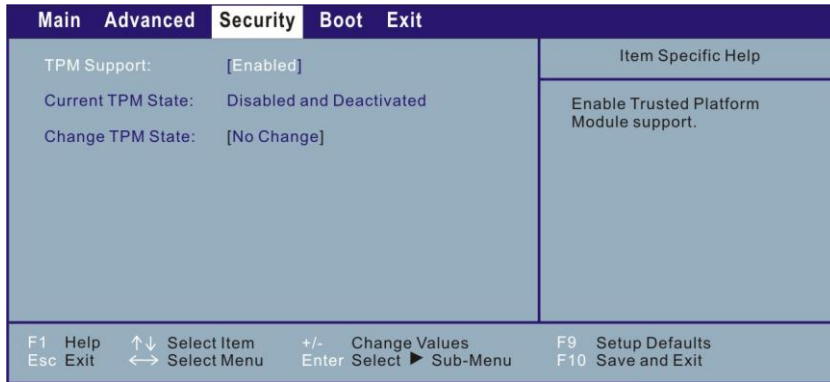 Main Advanced Security Boot Exit
TPM Support: [Enabled]
Current TPM State: Disabled and Deactivated
Change TPM State: [No Change]
Item Specific Help
Enable Trusted Platform
Module support.
F1 Help ↑↓ Select Item +/- Change Values F9 Setup Defaults
Esc Exit ↔ Select Menu Enter Select ▶ Sub-Menu F10 Save and Exit